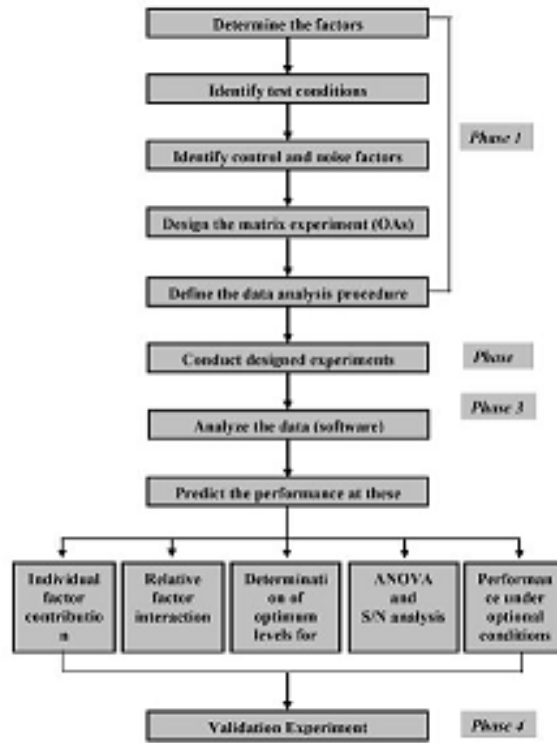 Determine the factors
Identify test conditions
Phase 1
Identify control and noise factors
Design the matrix experiment (OAs)
Define the data analysis procedure
Conduct designed experiments
Phase
Phase 3
Analyze the data (software)
Predict the performance at these
Individual
factor
contributio
n
Relative
factor
interaction
Determinati
on of
optimum
levels for
ANOVA
and
S/N analysis
Performan
ce under
optional
conditions
Validation Experiment
Phase 4